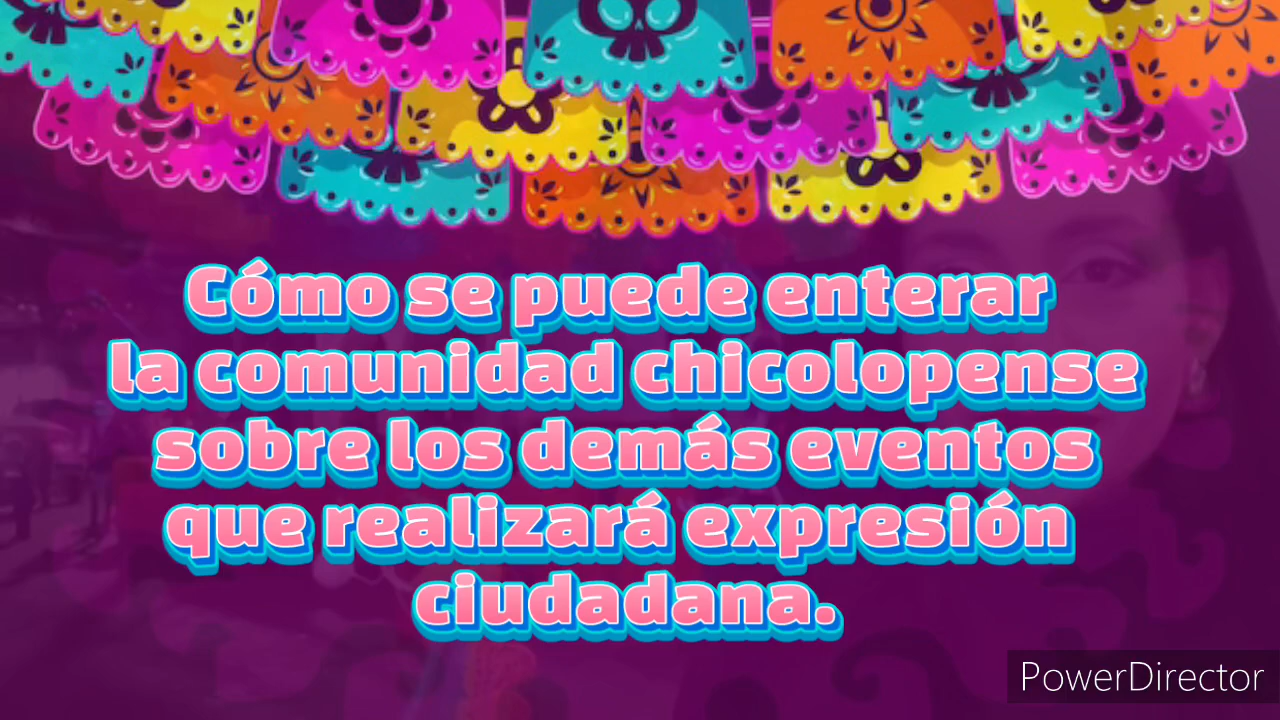 Cómo se puede enterar
la comunidad chicolopense
sobre los demás eventos
que realizará expresión
ciudadana.
PowerDirector